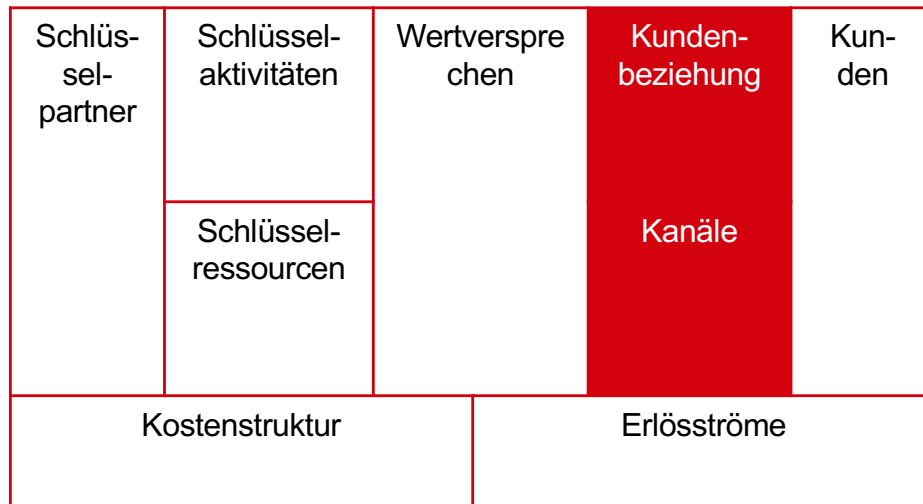 Schlüs-
sel-
partner
Schlüssel-
aktivitäten
Schlüssel-
ressourcen
Wertverspre
chen
Kunden-
beziehung
Kanäle
Kun-
den
Kostenstruktur
Erlösströme